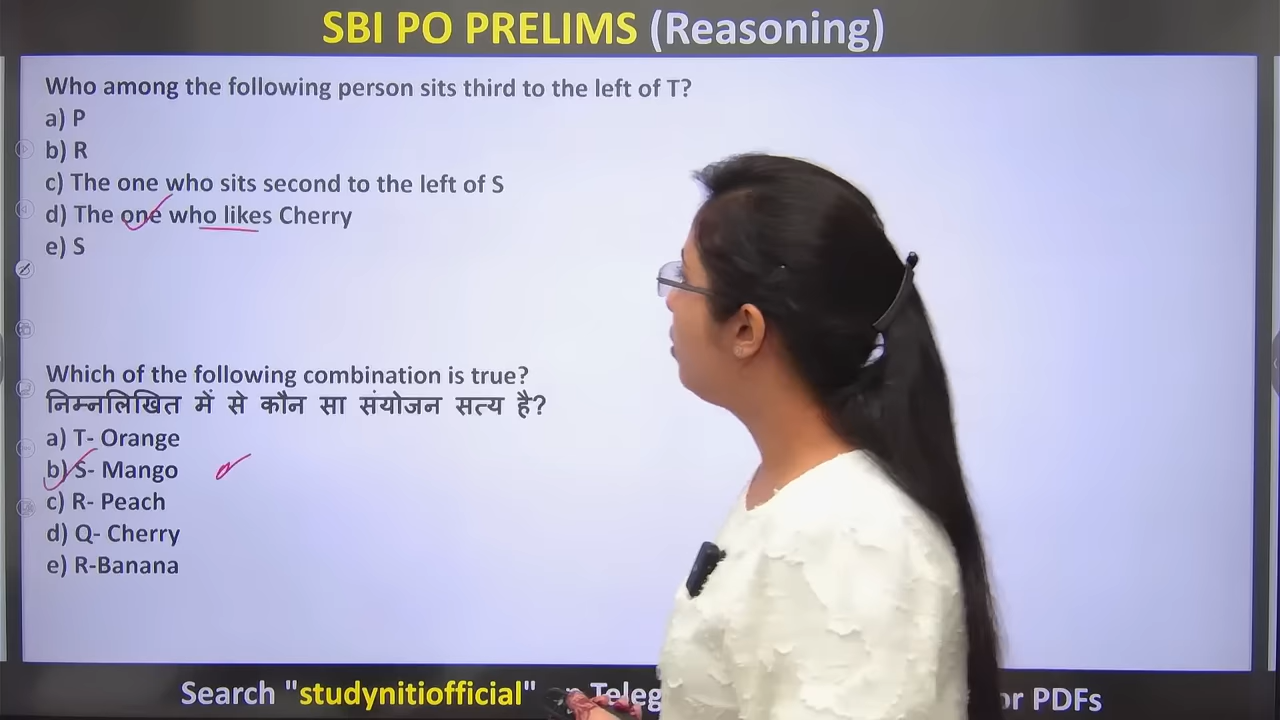 SBI PO PRELIMS (Reasoning)
Who among the following person sits third to the left of T?
a) P
b) R
c) The one who sits second to the left of S
d) The one who likes Cherry
e) S
Which of the following combination is true?
निम्नलिखित में से कौन सा संयोजन सत्य है?
a) T- Orange
b) S- Mango
c) R- Peach
d) Q- Cherry
e) R-Banana
Search "studynitiofficial" PDFs